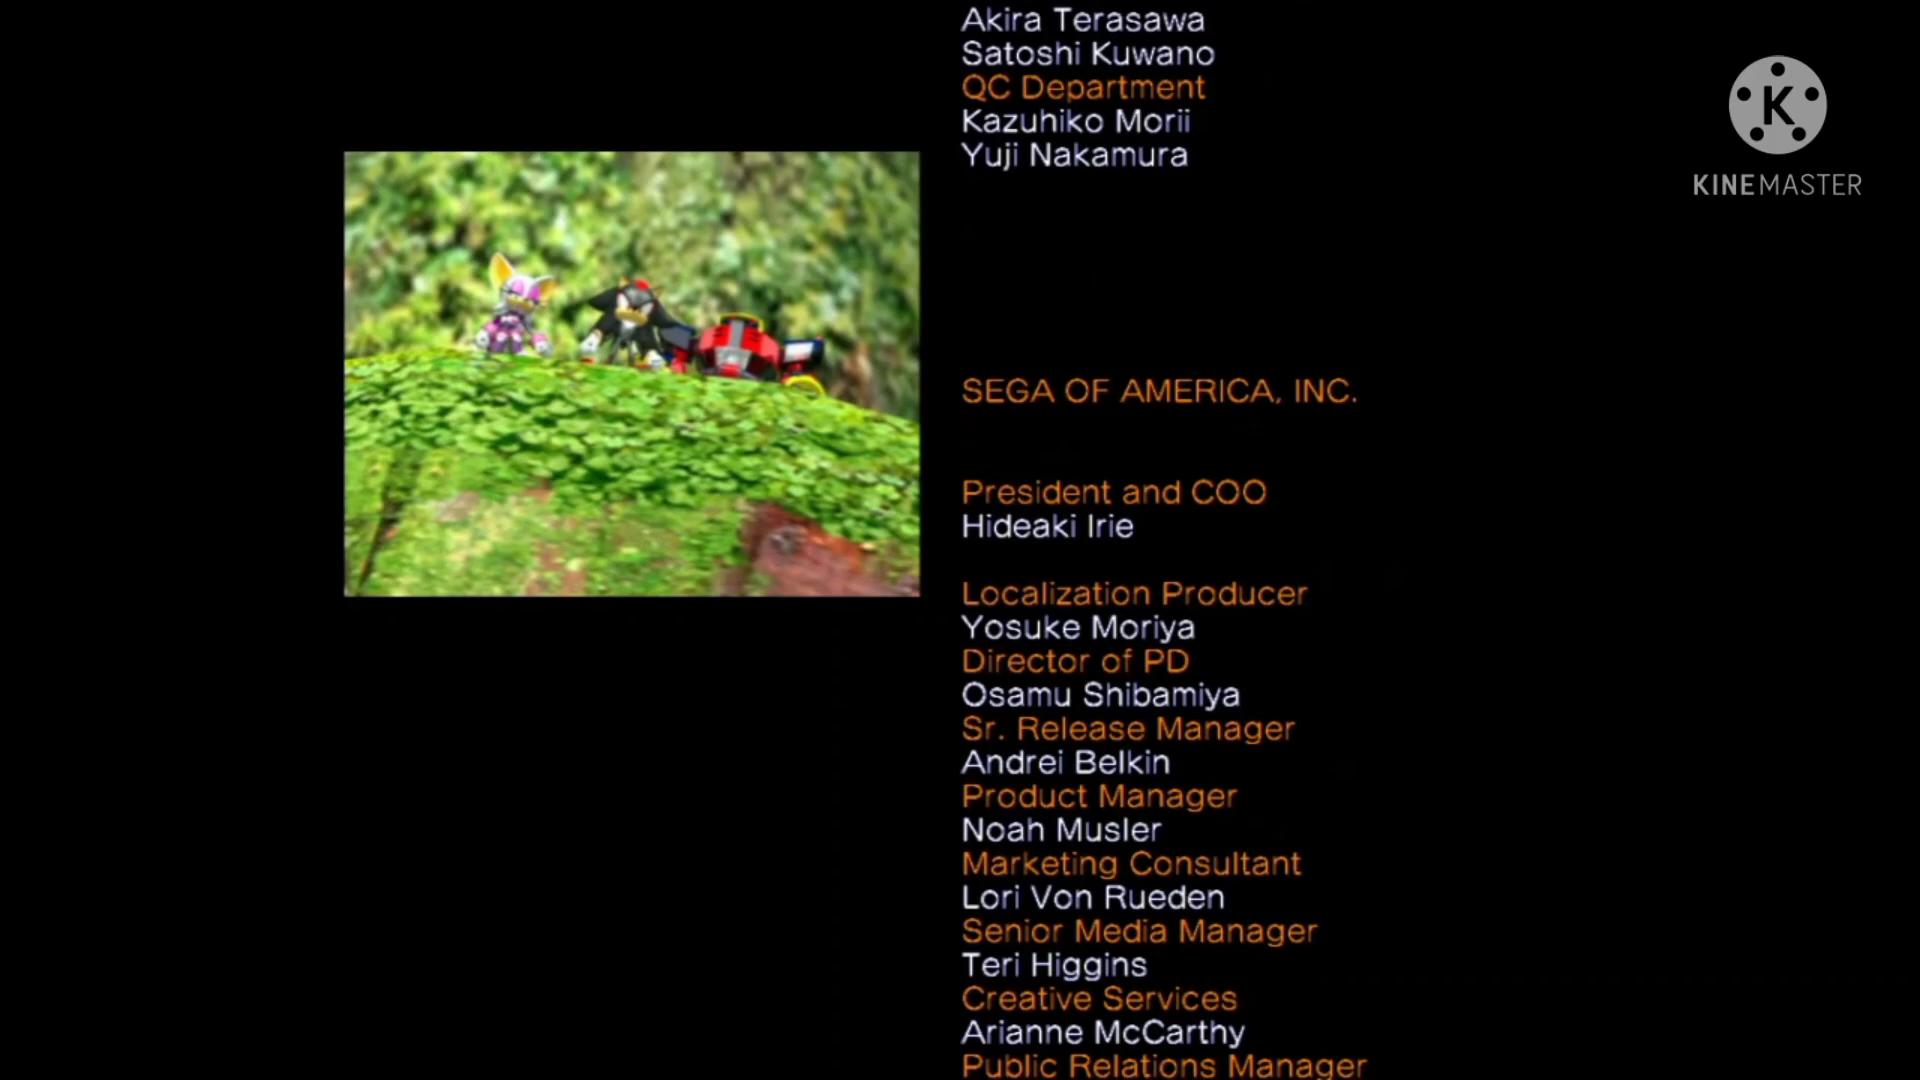 Akira Terasawa
Satoshi Kuwano
QC Department
Kazuhiko Morii
Yuji Nakamura
K
KINEMASTER
SEGA OF AMERICA, INC.
President and COO
Hideaki Irie
Localization Producer
Yosuke Moriya
Director of PD
Osamu Shibamiya
Sr. Release Manager
Andrei Belkin
Product Manager
Noah Musler
Marketing Consultant
Lori Von Rueden
Senior Media Manager
Teri Higgins
Creative Services
Arianne McCarthy
Public Relations Manager